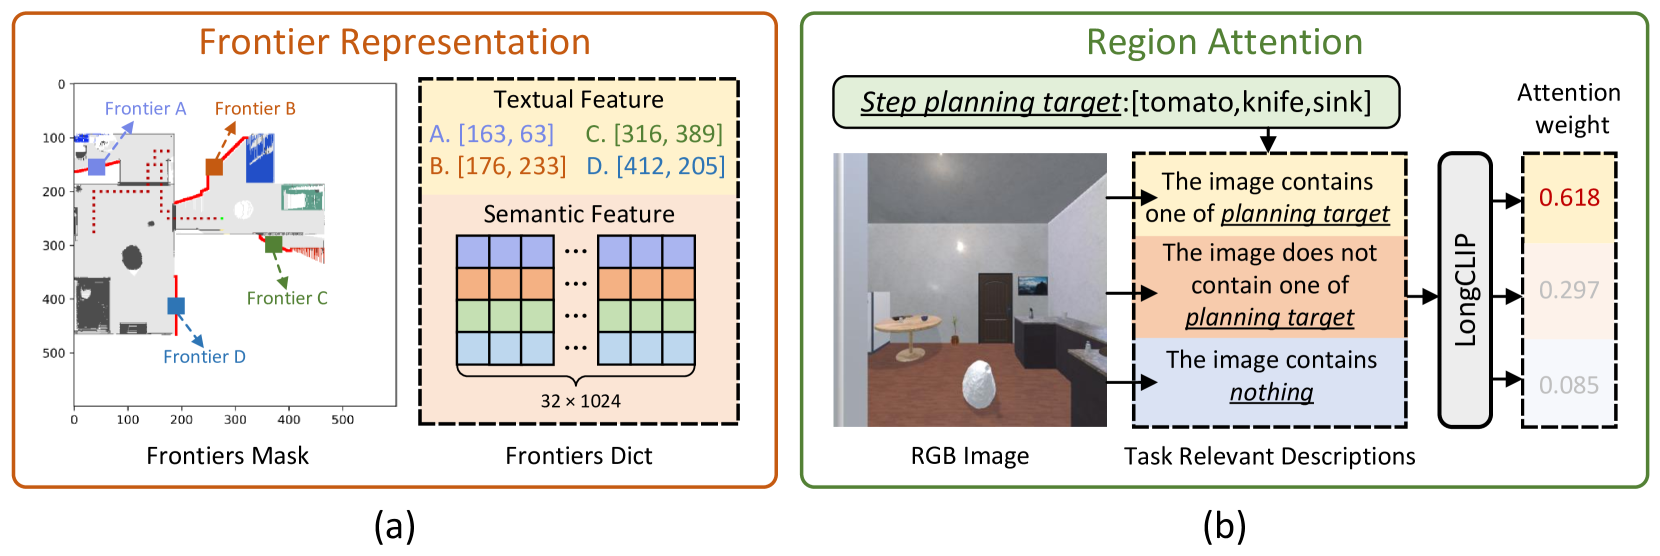 Frontier Representation
0
100
200
300
400
500
0
100
200
300
400
500
Frontier A
Frontier B
Frontier C
Frontier D
Frontiers Mask
Textual Feature
A. [163, 63]
C. [316, 389]
B. [176, 233]
D. [412, 205]
Semantic Feature
...
...
...
...
32 × 1024
Frontiers Dict
(a)
Region Attention
Step planning target:[tomato,knife,sink]
RGB Image
The image contains
one of planning target
The image does not
contain one of
planning target
The image contains
nothing
Task Relevant Descriptions
LongCLIP
Attention
weight
0.618
0.297
0.085
(b)